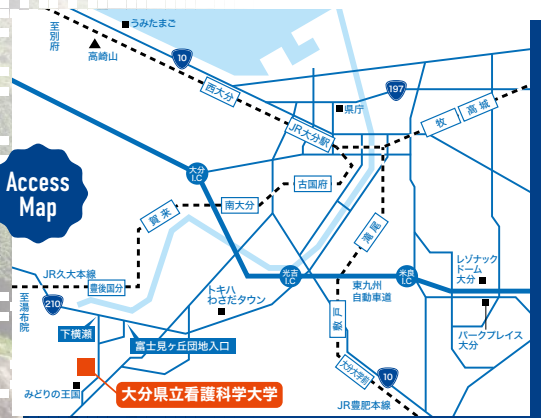 うみたまご
至別府
高崎山
10
西大分
197
県庁
JR大分駅
牧
高城
Access
Map
大分
I.C
古国府
南大分
賀来
滝尾
JR久大本線
豊後国分
至湯布院
210
トキハ
わさだタウン
光吉
I.C
東九州
自動車道
米良
I.C
レゾナック
ドーム
大分
パークプレイス
大分
敷戸
大分大学前
10
JR豊肥本線
下横瀬
富士見ヶ丘団地入口
みどりの王国
大分県立看護科学大学